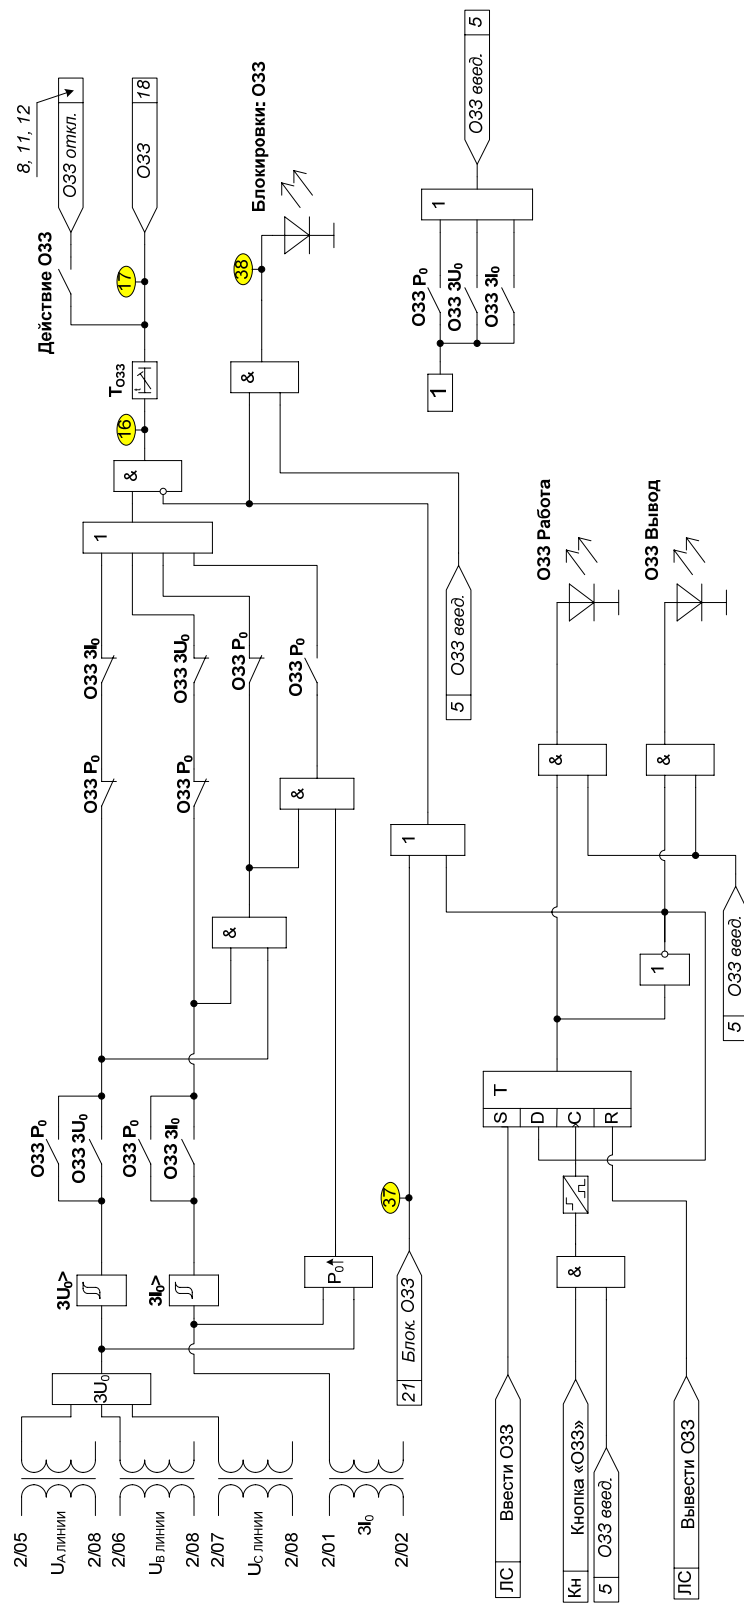 2/05
U_A ЛИНИИ
2/08
2/06
U_B ЛИНИИ
2/08
2/07
U_C ЛИНИИ
2/08
2/01
3I₀
2/02
3U₀
3U₀>
3I₀>
P₀
ОЗЗ P₀
ОЗЗ 3U₀
ОЗЗ P₀
ОЗЗ 3I₀
&
&
ОЗЗ P₀
ОЗЗ 3I₀
ОЗЗ P₀
ОЗЗ 3U₀
ОЗЗ P₀
ОЗЗ P₀
1
&
16
T_ОЗЗ
t
17
Действие ОЗЗ
ОЗЗ откл.
8, 11, 12
ОЗЗ
18
21 Блок. ОЗЗ
37
1
5 ОЗЗ введ.
&
38
Блокировки: ОЗЗ
1
ОЗЗ P₀
ОЗЗ 3U₀
ОЗЗ 3I₀
1
ОЗЗ введ. 5
ЛС Ввести ОЗЗ
Кн Кнопка «ОЗЗ»
5 ОЗЗ введ.
ЛС Вывести ОЗЗ
&
S
D
C
R
T
1
5 ОЗЗ введ.
&
&
ОЗЗ Работа
ОЗЗ Вывод